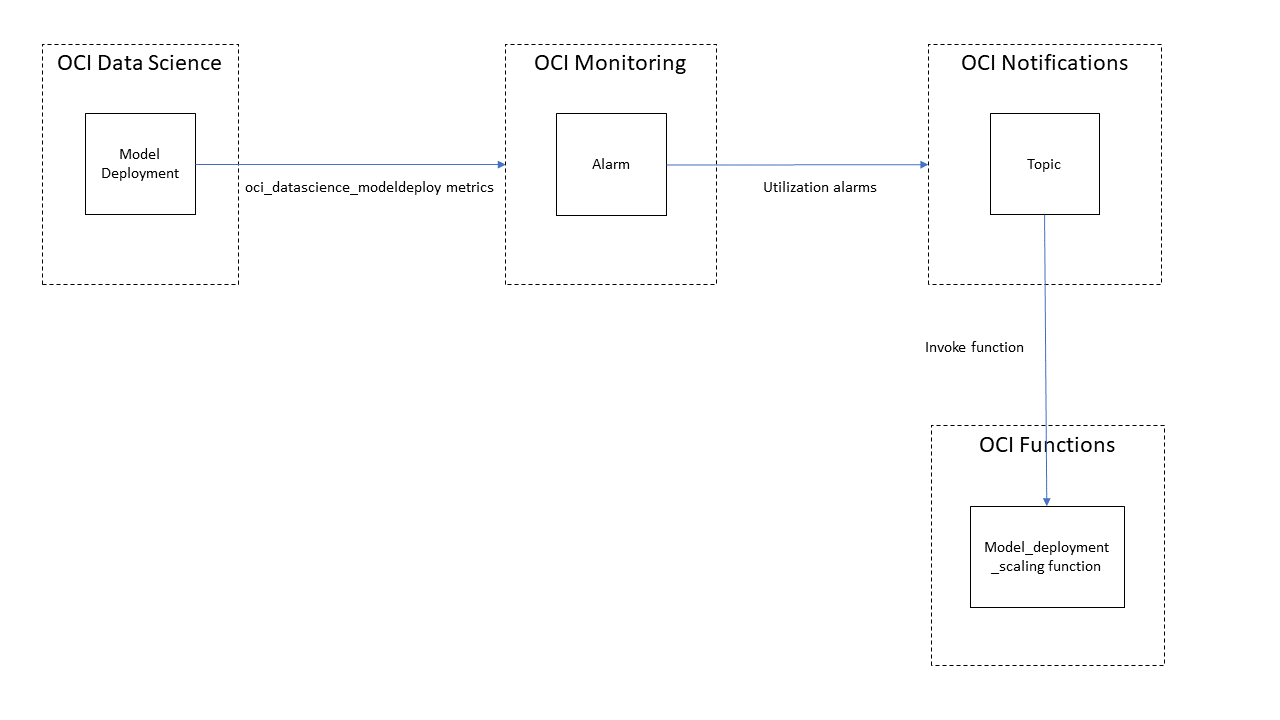 OCI Data Science
OCI Monitoring
OCI Notifications
Model
Deployment
Alarm
Topic
oci_datascience_modeldeploy metrics
Utilization alarms
Invoke function
OCI Functions
Model_deployment
_scaling function